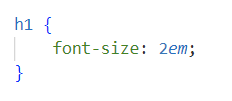 h1 {
    font-size: 2em;
}